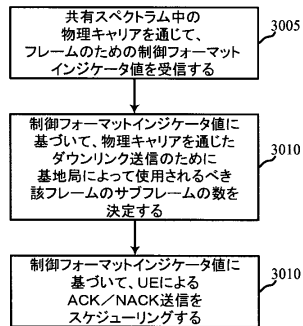 共有スペクトラム中の
物理キャリアを通じて、
フレームのための制御フォーマット
インジケータ値を受信する
3005
制御フォーマットインジケータ値に
基づいて、物理キャリアを通じた
ダウンリンク送信のために
基地局によって使用されるべき
該フレームのサブフレームの数を
決定する
3010
制御フォーマットインジケータ値に
基づいて、UEによる
ACK／NACK送信を
スケジューリングする
3010